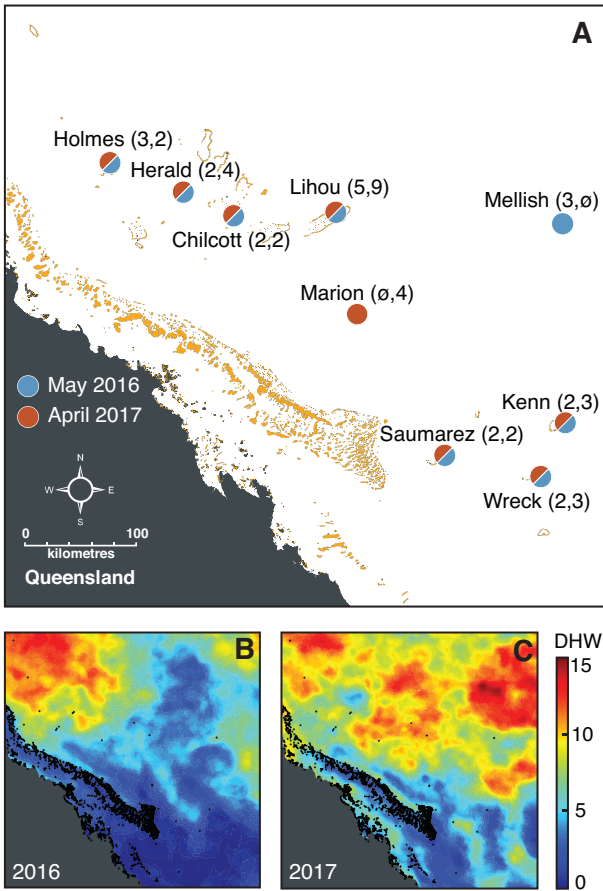 A
Holmes (3,2)
Herald (2,4)
Lihou (5,9)
Mellish (3,ø)
Chilcott (2,2)
Marion (ø,4)
May 2016
April 2017
Kenn (2,3)
Saumarez (2,2)
Wreck (2,3)
N
W E
S
0 100
kilometres
Queensland
B
C
DHW
15
10
5
0
2016
2017